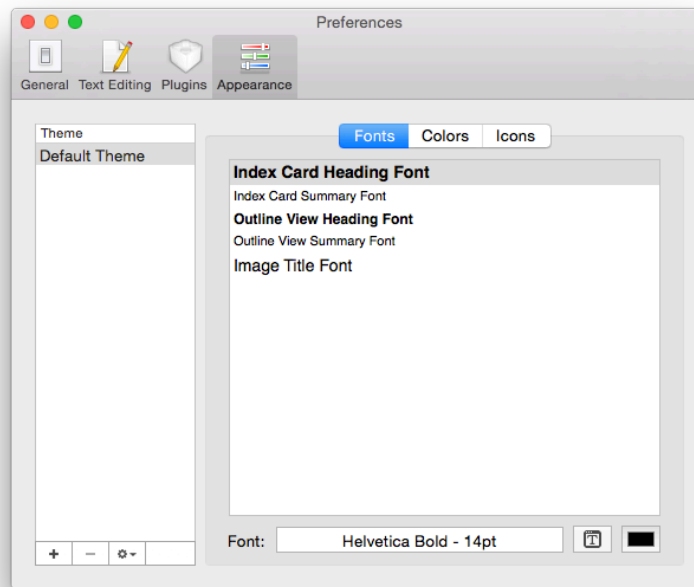 Preferences
General Text Editing Plugins Appearance
Theme
Default Theme
Fonts Colors Icons
Index Card Heading Font
Index Card Summary Font
Outline View Heading Font
Outline View Summary Font
Image Title Font
Font: Helvetica Bold - 14pt